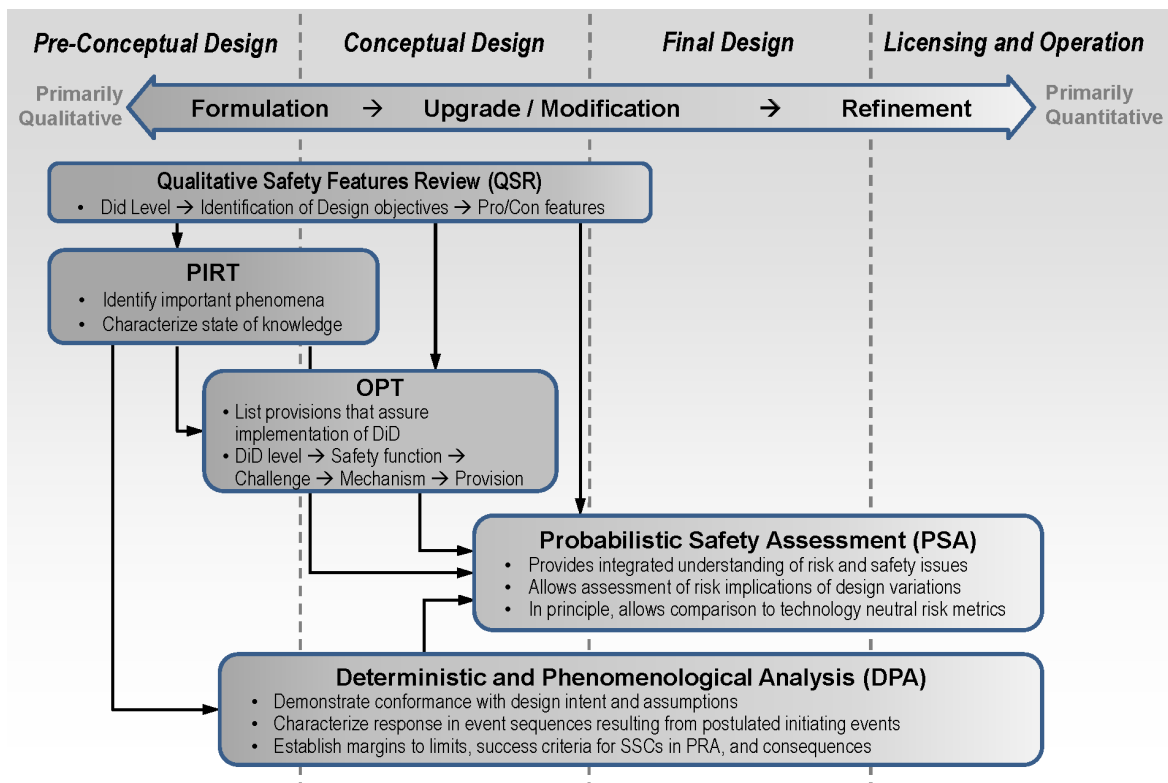 Pre-Conceptual Design
Conceptual Design
Final Design
Licensing and Operation
Primarily
Qualitative
Formulation → Upgrade / Modification → Refinement
Primarily
Quantitative
Qualitative Safety Features Review (QSR)
• Did Level → Identification of Design objectives → Pro/Con features
PIRT
• Identify important phenomena
• Characterize state of knowledge
OPT
• List provisions that assure
implementation of DiD
• DiD level → Safety function →
Challenge → Mechanism → Provision
Probabilistic Safety Assessment (PSA)
• Provides integrated understanding of risk and safety issues
• Allows assessment of risk implications of design variations
• In principle, allows comparison to technology neutral risk metrics
Deterministic and Phenomenological Analysis (DPA)
• Demonstrate conformance with design intent and assumptions
• Characterize response in event sequences resulting from postulated initiating events
• Establish margins to limits, success criteria for SSCs in PRA, and consequences